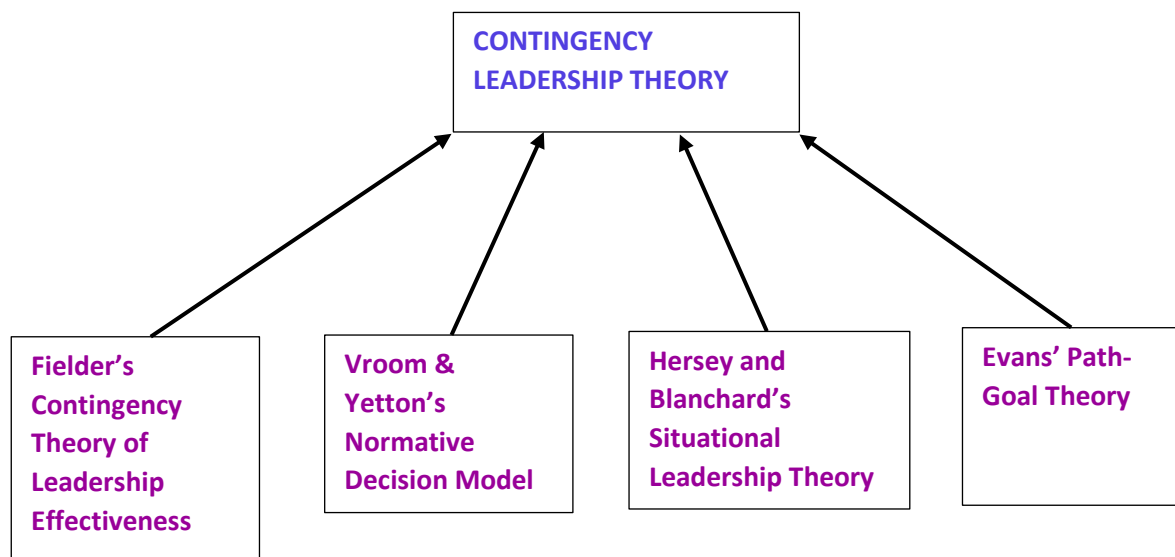 CONTINGENCY
LEADERSHIP THEORY
Fielder’s
Contingency
Theory of
Leadership
Effectiveness
Vroom &
Yetton’s
Normative
Decision Model
Hersey and
Blanchard’s
Situational
Leadership Theory
Evans’ Path-
Goal Theory